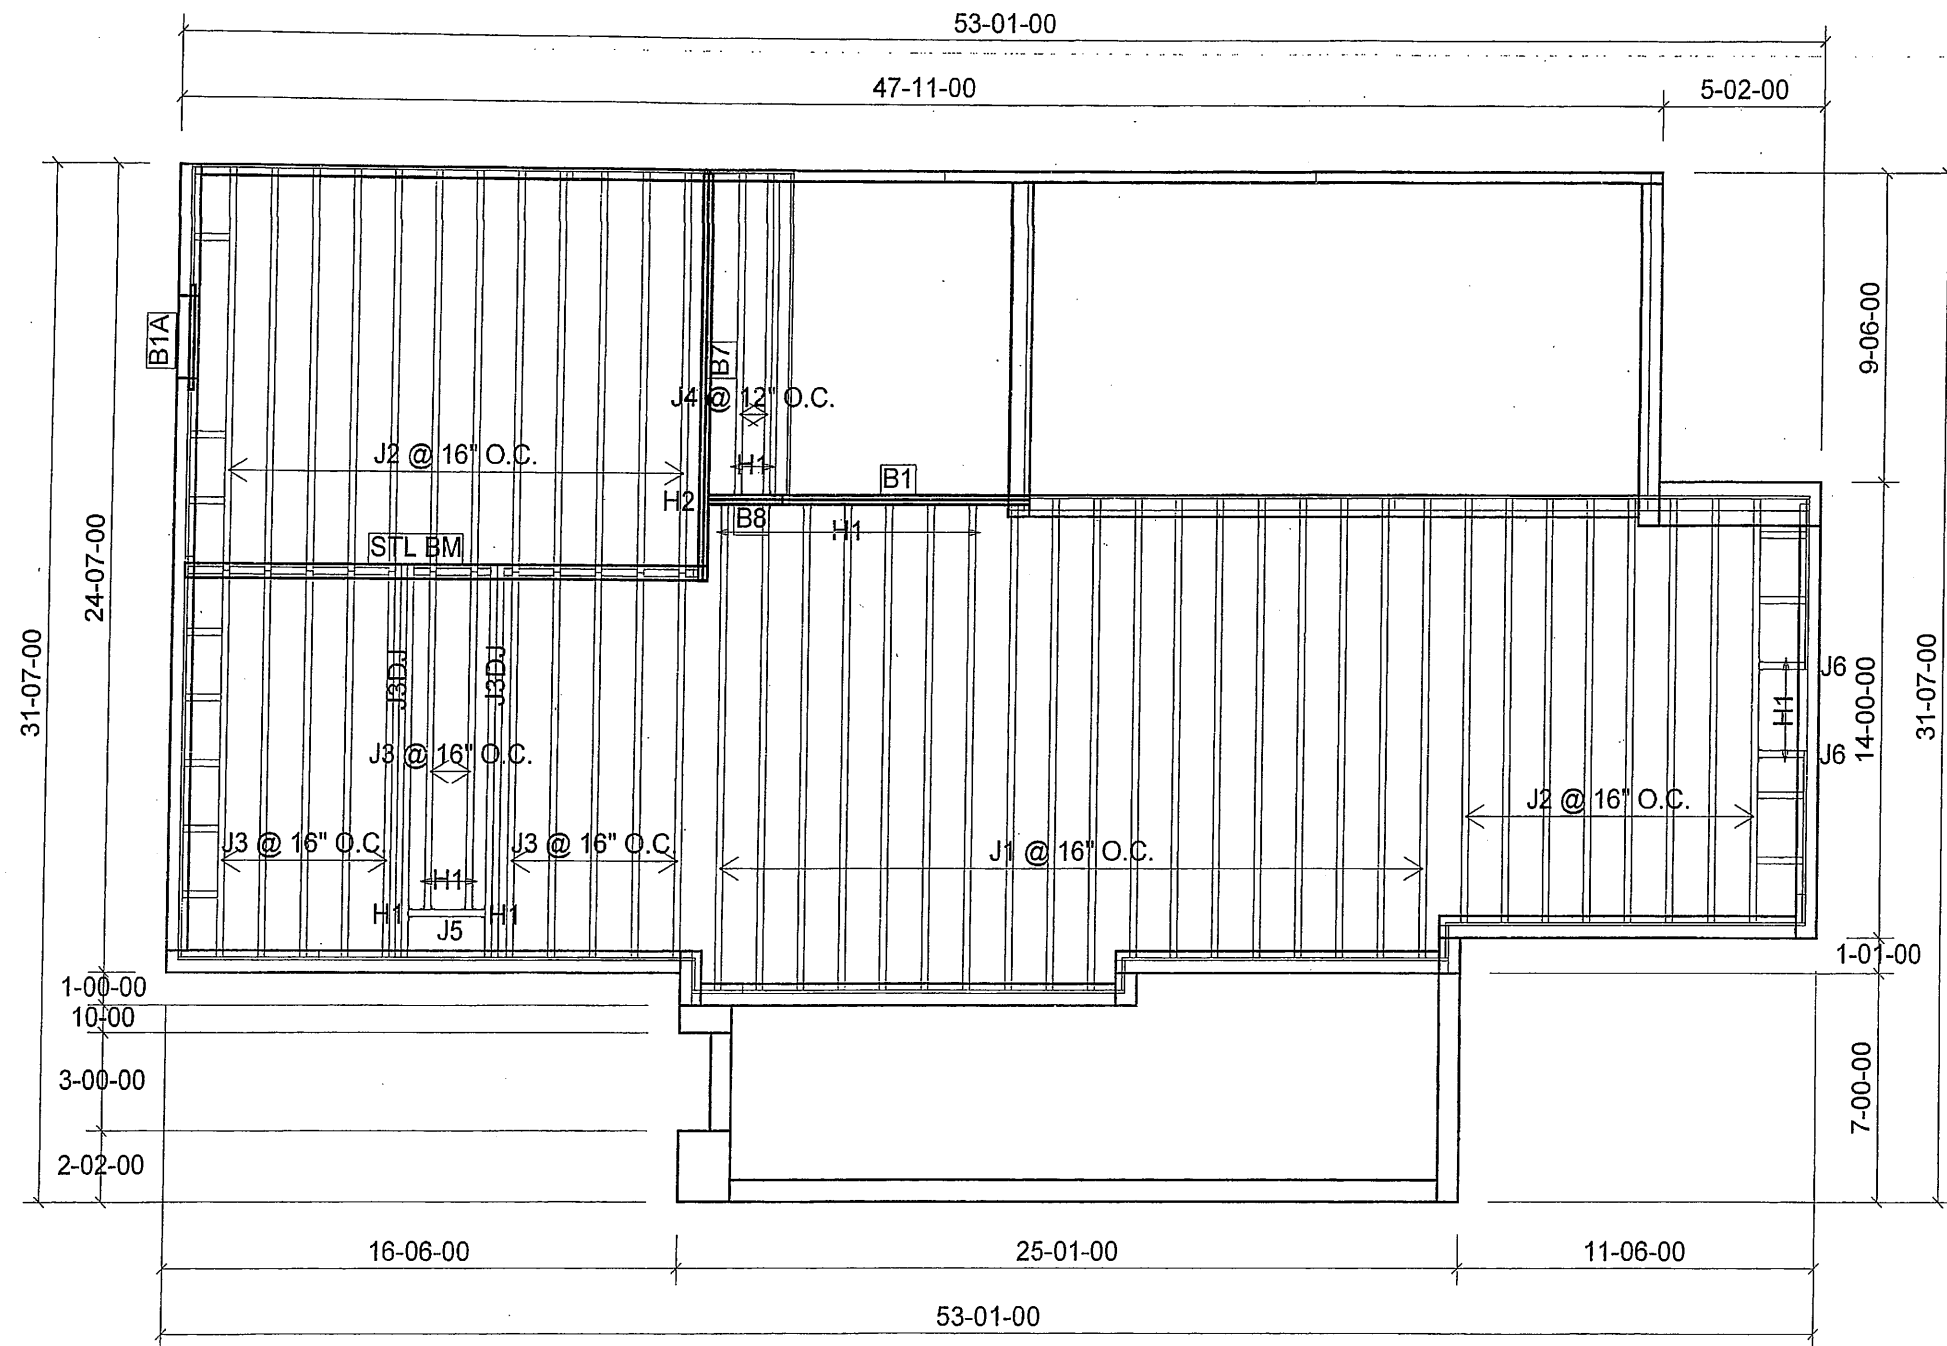 53-01-00
47-11-00
5-02-00
B1A
B7
J4 @ 12" O.C.
J2 @ 16" O.C.
H1
H2
B1
B8
H1
STL BM
9-06-00
24-07-00
31-07-00
J3DJ
J3DJ
J6
H1
14-00-00
31-07-00
J6
J3 @ 16" O.C.
J2 @ 16" O.C.
J3 @ 16" O.C.
J3 @ 16" O.C.
J1 @ 16" O.C.
H1
H1
H1
J5
1-01-00
1-00-00
10-00
3-00-00
7-00-00
2-02-00
16-06-00
25-01-00
11-06-00
53-01-00